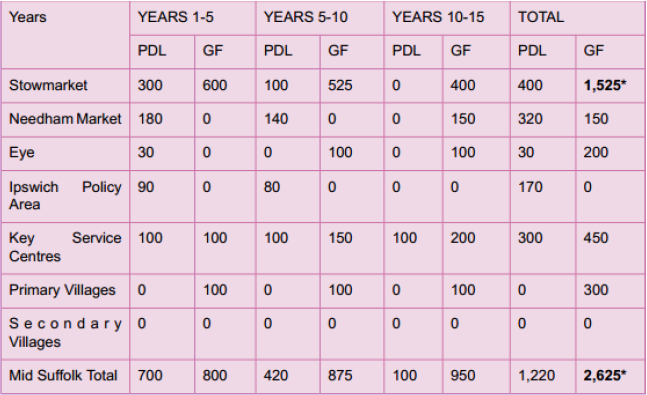 Years YEARS 1-5 YEARS 5-10 YEARS 10-15 TOTAL
PDL GF PDL GF PDL GF PDL GF
Stowmarket 300 600 100 525 0 400 400 1,525*
Needham Market 180 0 140 0 0 150 320 150
Eye 30 0 0 100 0 100 30 200
Ipswich Policy
Area 90 0 80 0 0 0 170 0
Key Service
Centres 100 100 100 150 100 200 300 450
Primary Villages 0 100 0 100 0 100 0 300
Secondary
Villages 0 0 0 0 0 0 0 0
Mid Suffolk Total 700 800 420 875 100 950 1,220 2,625*